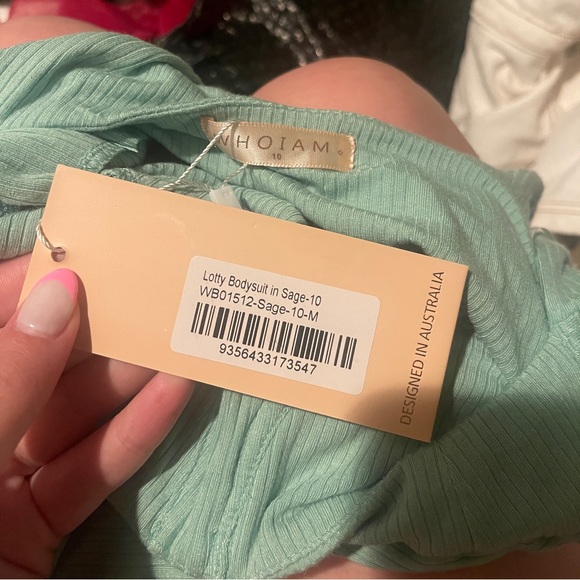 WHOIAM
10
Lotty Bodysuit in Sage-10
WB01512-Sage-10-M
9356433173547
DESIGNED IN AUSTRALIA